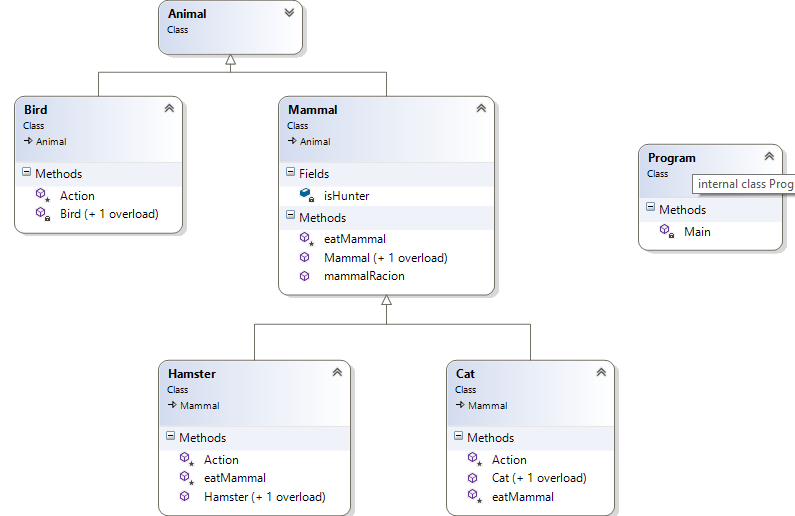 Animal
Class
Bird
Class
Animal
Methods
Action
Bird (+ 1 overload)
Mammal
Class
Animal
Fields
isHunter
Methods
eatMammal
Mammal (+ 1 overload)
mammalRacion
Program
Class
internal class Prog
Methods
Main
Hamster
Class
Mammal
Methods
Action
eatMammal
Hamster (+ 1 overload)
Cat
Class
Mammal
Methods
Action
Cat (+ 1 overload)
eatMammal